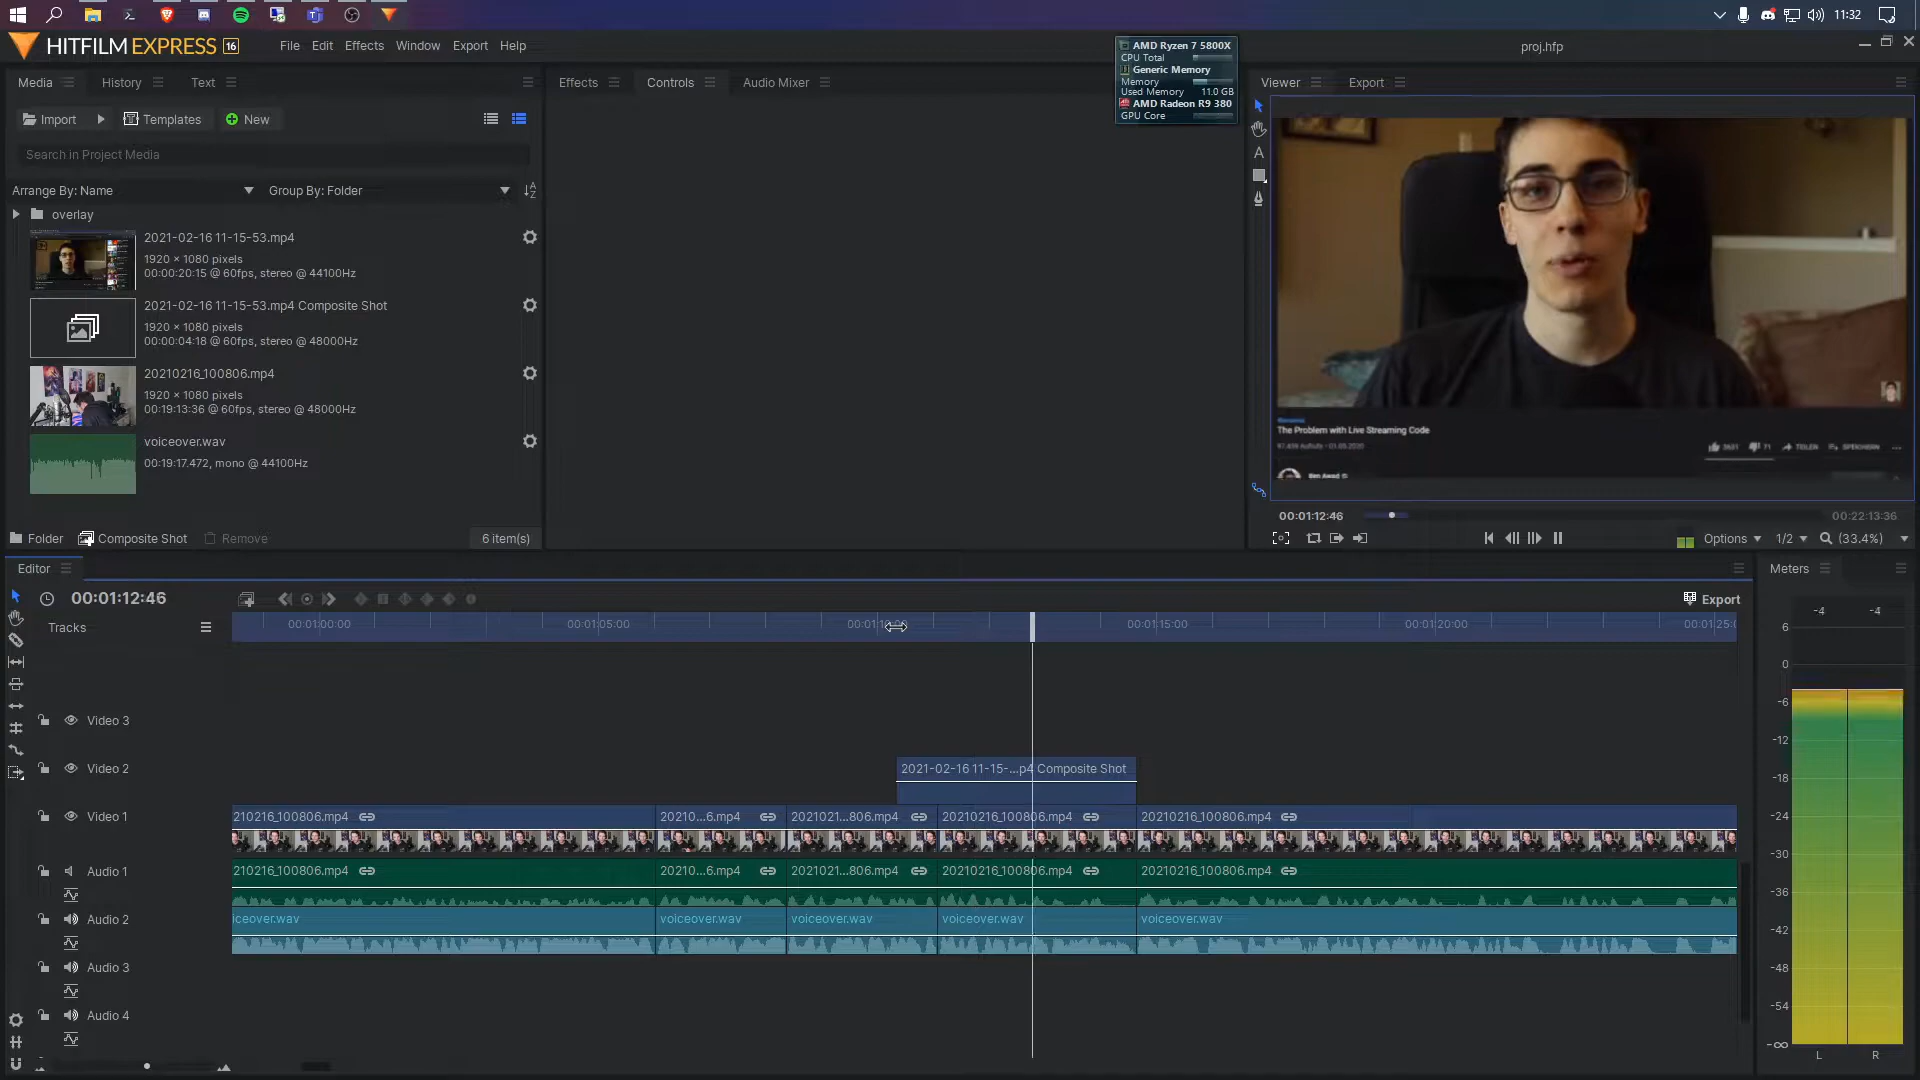 11:32
HITFILM EXPRESS 16
File Edit Effects Window Export Help
proj.hfp
AMD Ryzen 7 5800X
CPU Total
Generic Memory
Memory
Used Memory 11.0 GB
AMD Radeon R9 380
GPU Core
Media History Text
Effects Controls Audio Mixer
Viewer Export
Import Templates New
Search in Project Media
Arrange By: Name Group By: Folder
overlay
2021-02-16 11-15-53.mp4
1920 × 1080 pixels
00:00:20:15 @ 60fps, stereo @ 44100Hz
2021-02-16 11-15-53.mp4 Composite Shot
1920 × 1080 pixels
00:00:04:18 @ 60fps, stereo @ 48000Hz
20210216_100806.mp4
1920 × 1080 pixels
00:19:13:36 @ 60fps, stereo @ 48000Hz
voiceover.wav
00:19:17.472, mono @ 44100Hz
Folder Composite Shot Remove 6 item(s)
The Problem with Live Streaming Code
TEILEN SPEICHERN
Ben Awad
00:01:12:46 00:22:13:36
Options 1/2 (33.4%)
Editor
Meters
00:01:12:46
Export
Tracks
00:01:00:00 00:01:05:00 00:01:15:00 00:01:20:00 00:01:25:0
-4 -4
6
0
-6
-12
-18
-24
-30
-36
-42
-48
-54
-∞
L R
Video 3
Video 2
2021-02-16 11-15-...p4 Composite Shot
Video 1
210216_100806.mp4 20210...6.mp4 2021021...806.mp4 20210216_100806.mp4 20210216_100806.mp4
Audio 1
210216_100806.mp4 20210...6.mp4 2021021...806.mp4 20210216_100806.mp4 20210216_100806.mp4
Audio 2
iceover.wav voiceover.wav voiceover.wav voiceover.wav voiceover.wav
Audio 3
Audio 4